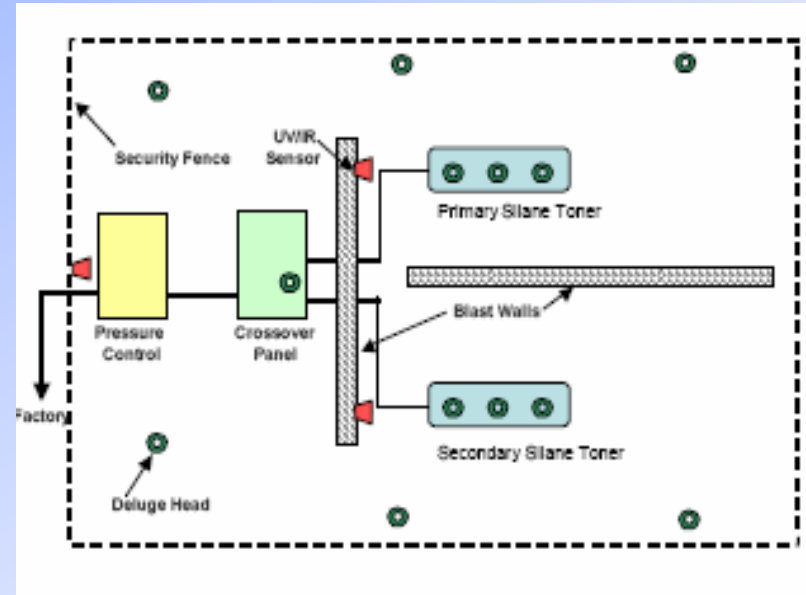 UV/IR
Sensor
Security Fence
Primary Silane Toner
Blast Walls
Pressure
Control
Crossover
Panel
Factory
Secondary Silane Toner
Deluge Head